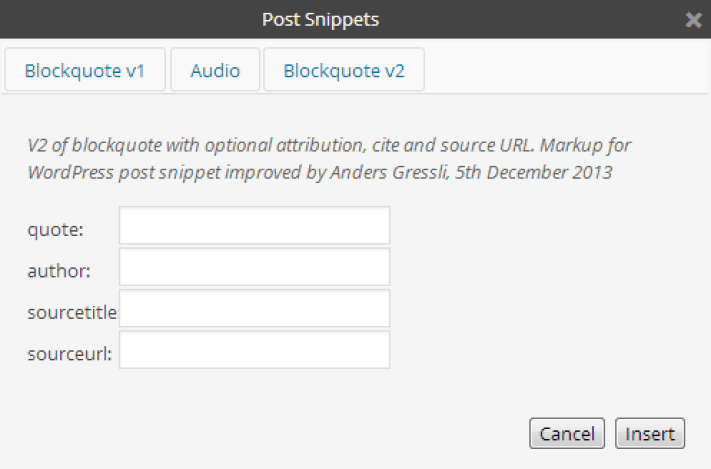 Post Snippets
Blockquote v1 Audio Blockquote v2
V2 of blockquote with optional attribution, cite and source URL. Markup for
WordPress post snippet improved by Anders Gressli, 5th December 2013
quote:
author:
sourcetitle
sourceurl:
Cancel Insert